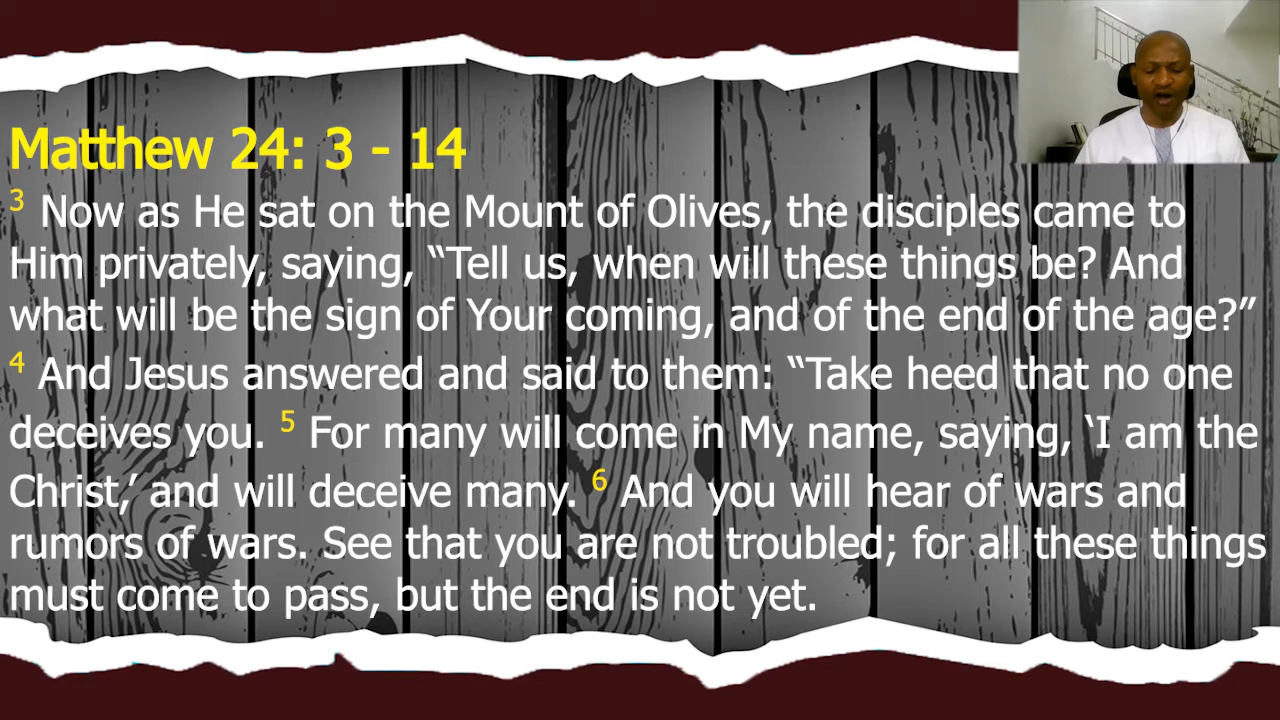 Matthew 24: 3 - 14
3 Now as He sat on the Mount of Olives, the disciples came to
Him privately, saying, “Tell us, when will these things be? And
what will be the sign of Your coming, and of the end of the age?”
4 And Jesus answered and said to them: “Take heed that no one
deceives you. 5 For many will come in My name, saying, ‘I am the
Christ,’ and will deceive many. 6 And you will hear of wars and
rumors of wars. See that you are not troubled; for all these things
must come to pass, but the end is not yet.